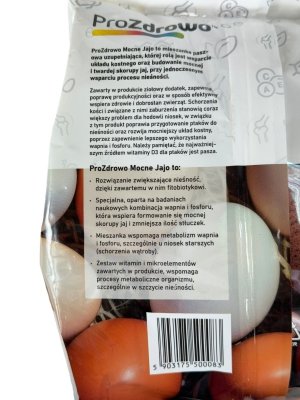 ProZdrowo
ProZdrowo Mocne Jajo to mieszanka pasz-
owa uzupełniająca, której rolą jest wsparcie
układu kostnego oraz budowanie mocnej
i twardej skorupy jaj, przy jednoczesnym
wsparciu procesu nieśności.
Zawarty w produkcie ziołowy dodatek, zapewnia
poprawę produkcyjności oraz w sposób efektywny
wspiera zdrowie i dobrostan zwierząt. Schorzenia
kości i związane z nimi zaburzenia stanowią coraz
większy problem dla hodowli niosek, w związku
z tym produkt poprawia przygotowanie ptaków do
nieśności oraz rozwija mocniejszy układ kostny,
poprzez zapewnienie lepszego wykorzystania
wapnia i fosforu. Należy pamiętać, że najważniej-
szym źródłem witaminy D3 dla ptaków jest pasza.
ProZdrowo Mocne Jajo to:
• Rozwiązanie zwiększające nieśność,
dzięki zawartemu w nim fitobiotykowi.
• Specjalna, oparta na badaniach
naukowych kombinacja wapnia i fosforu,
która wspiera formowanie się mocnej
skorupy jaj i zmniejsza ilość stłuczek.
• Mieszanka wspomaga metabolizm wapnia
i fosforu, szczególnie u niosek starszych
(schorzenia wątroby).
• Zestaw witamin i mikroelementów
zawartych w produkcie, wspomaga
procesy metaboliczne organizmu,
szczególnie w szczycie nieśności.
5 903175 500083